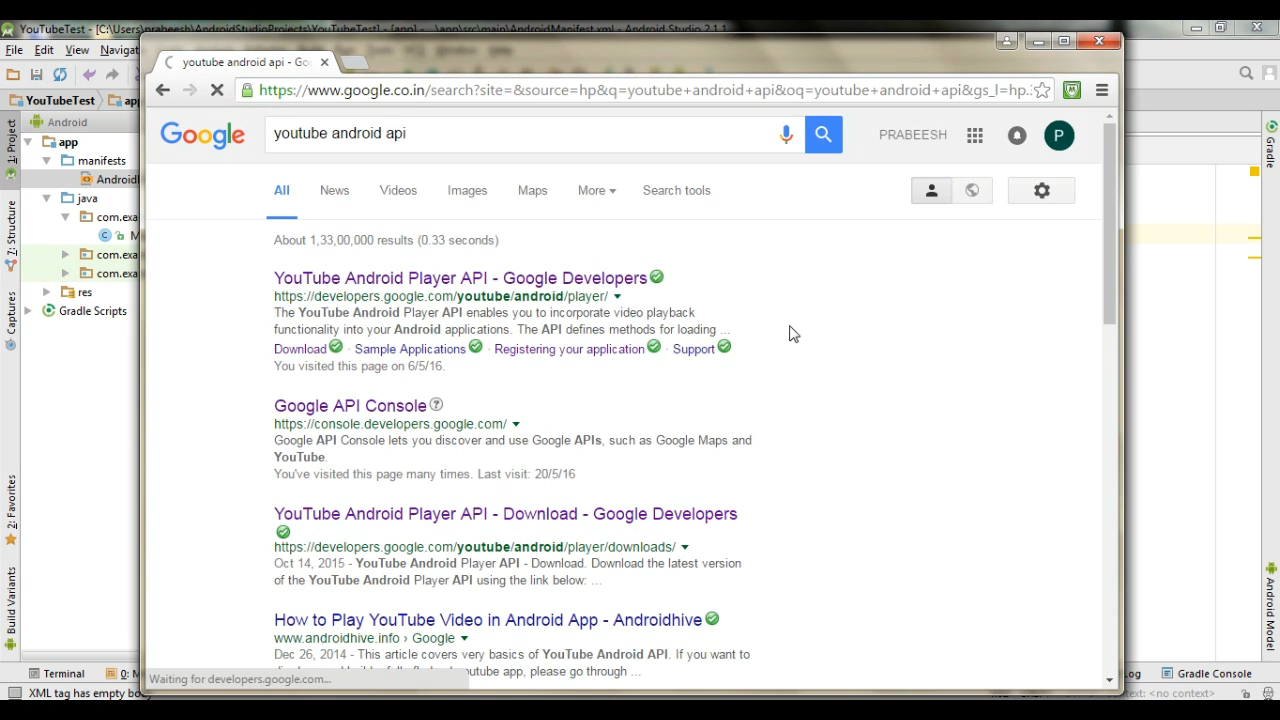 YouTubeTest - [C:\Users\prabeesh\AndroidStudioProjects\YouTubeTest] - [app] - ...\app\src\main\AndroidManifest.xml - Android Studio 2.1.1
File Edit View Navigat
YouTubeTest app
Android
app
manifests
AndroidM
java
com.exa
M
com.exa
com.exa
res
Gradle Scripts
1: Project
7: Structure
Captures
2: Favorites
Build Variants
Gradle
Android Model
youtube android api - Goo
https://www.google.co.in/search?site=&source=hp&q=youtube+android+api&oq=youtube+android+api&gs_l=hp.
Google youtube android api PRABEESH P
All News Videos Images Maps More Search tools
About 1,33,00,000 results (0.33 seconds)
YouTube Android Player API - Google Developers
https://developers.google.com/youtube/android/player/
The YouTube Android Player API enables you to incorporate video playback
functionality into your Android applications. The API defines methods for loading ...
Download · Sample Applications · Registering your application · Support
You visited this page on 6/5/16.
Google API Console
https://console.developers.google.com/
Google API Console lets you discover and use Google APIs, such as Google Maps and
YouTube.
You've visited this page many times. Last visit: 20/5/16
YouTube Android Player API - Download - Google Developers
https://developers.google.com/youtube/android/player/downloads/
Oct 14, 2015 - YouTube Android Player API - Download. Download the latest version
of the YouTube Android Player API using the link below: ...
How to Play YouTube Video in Android App - Androidhive
www.androidhive.info › Google
Dec 26, 2014 - This article covers very basics of YouTube Android API. If you want to
utube app, please go through ...
Waiting for developers.google.com...
Terminal 0: M og Gradle Console
XML tag has empty bo ntext: <no context>